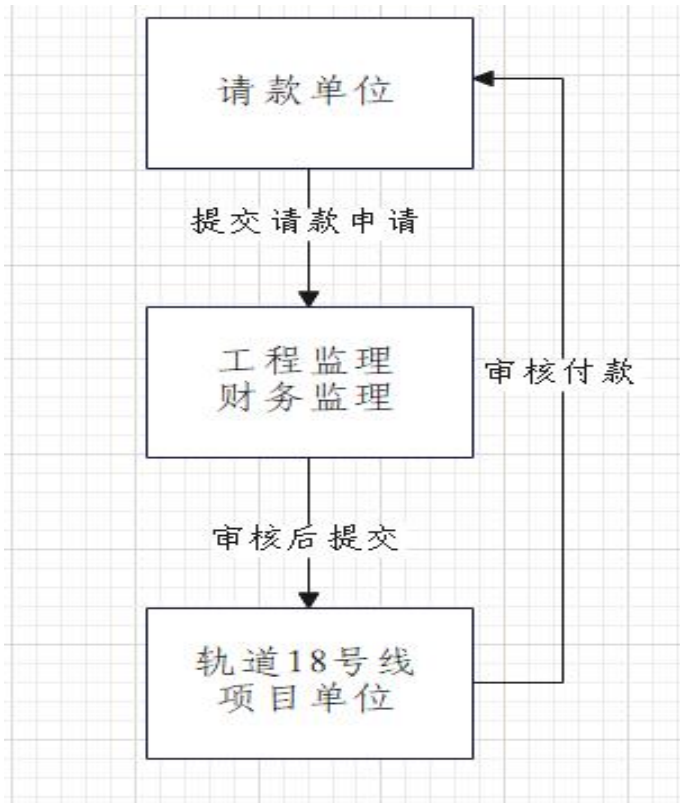 请款单位
提交请款申请
工程监理
财务监理
审核付款
审核后提交
轨道18号线
项目单位